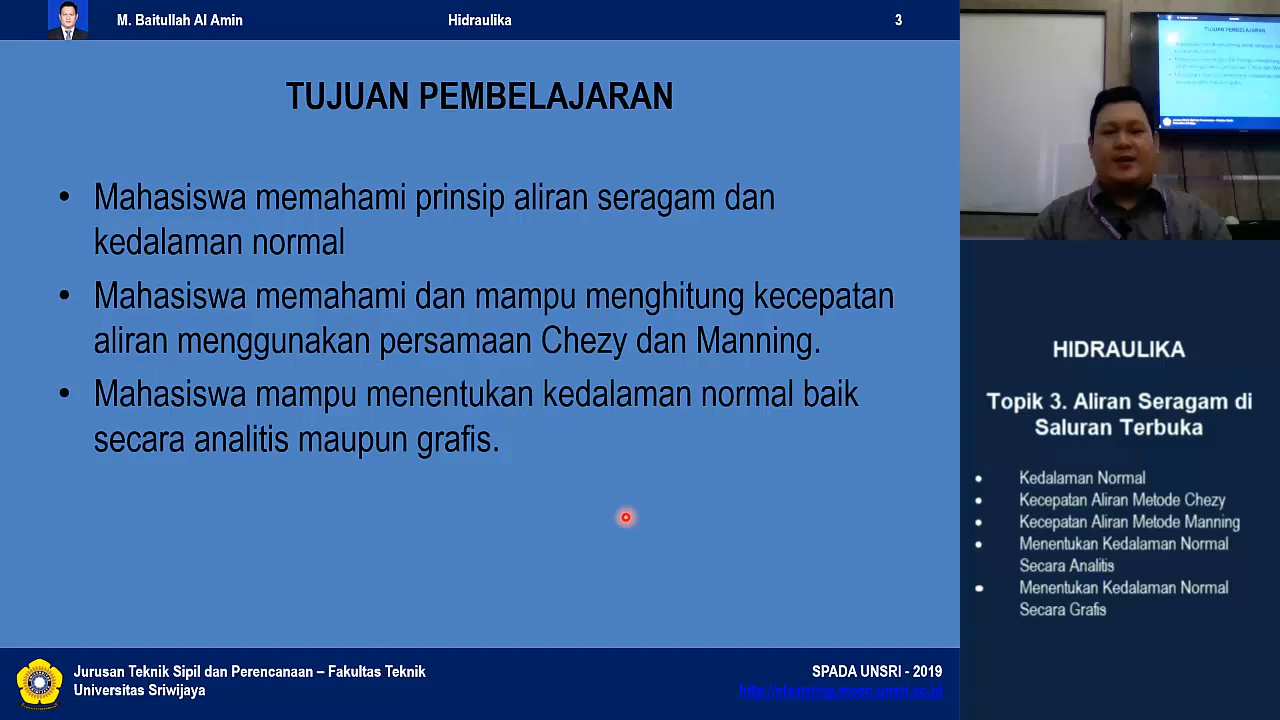 M. Baitullah Al Amin
Hidraulika
3
TUJUAN PEMBELAJARAN
• Mahasiswa memahami prinsip aliran seragam dan
kedalaman normal
• Mahasiswa memahami dan mampu menghitung kecepatan
aliran menggunakan persamaan Chezy dan Manning.
• Mahasiswa mampu menentukan kedalaman normal baik
secara analitis maupun grafis.
Jurusan Teknik Sipil dan Perencanaan – Fakultas Teknik
Universitas Sriwijaya
SPADA UNSRI - 2019
http://elearning.mooc.unsri.ac.id
TUJUAN PEMBELAJARAN
HIDRAULIKA
Topik 3. Aliran Seragam di
Saluran Terbuka
• Kedalaman Normal
• Kecepatan Aliran Metode Chezy
• Kecepatan Aliran Metode Manning
• Menentukan Kedalaman Normal
Secara Analitis
• Menentukan Kedalaman Normal
Secara Grafis